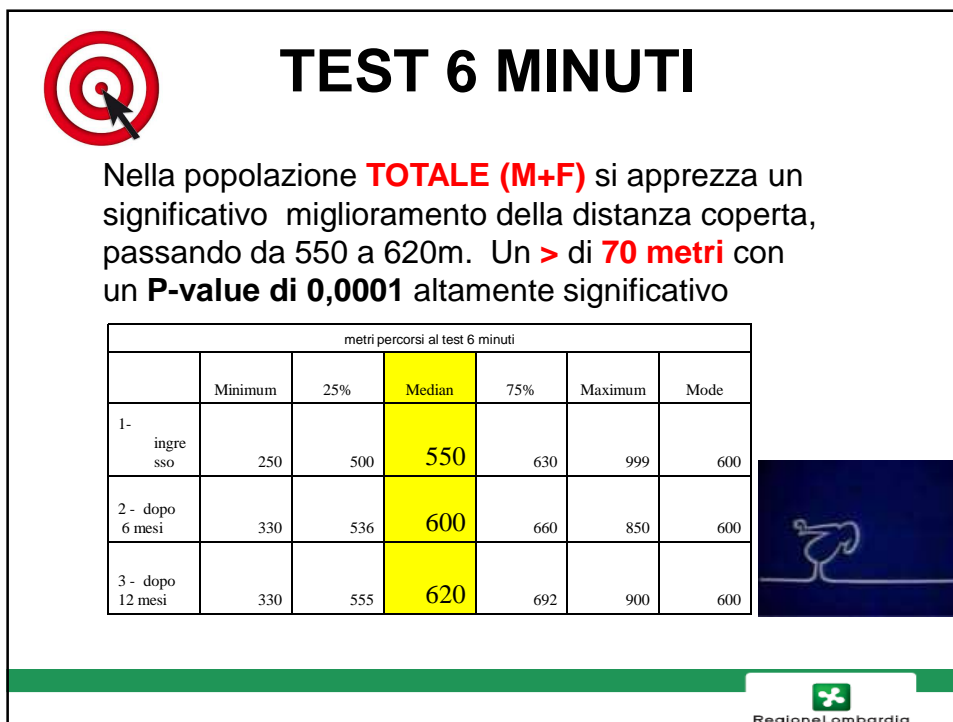 TEST 6 MINUTI
Nella popolazione TOTALE (M+F) si apprezza un
significativo miglioramento della distanza coperta,
passando da 550 a 620m. Un > di 70 metri con
un P-value di 0,0001 altamente significativo
metri percorsi al test 6 minuti
Minimum 25% Median 75% Maximum Mode
1-
ingre
sso 250 500 550 630 999 600
2 - dopo
6 mesi 330 536 600 660 850 600
3 - dopo
12 mesi 330 555 620 692 900 600
RegioneLombardia